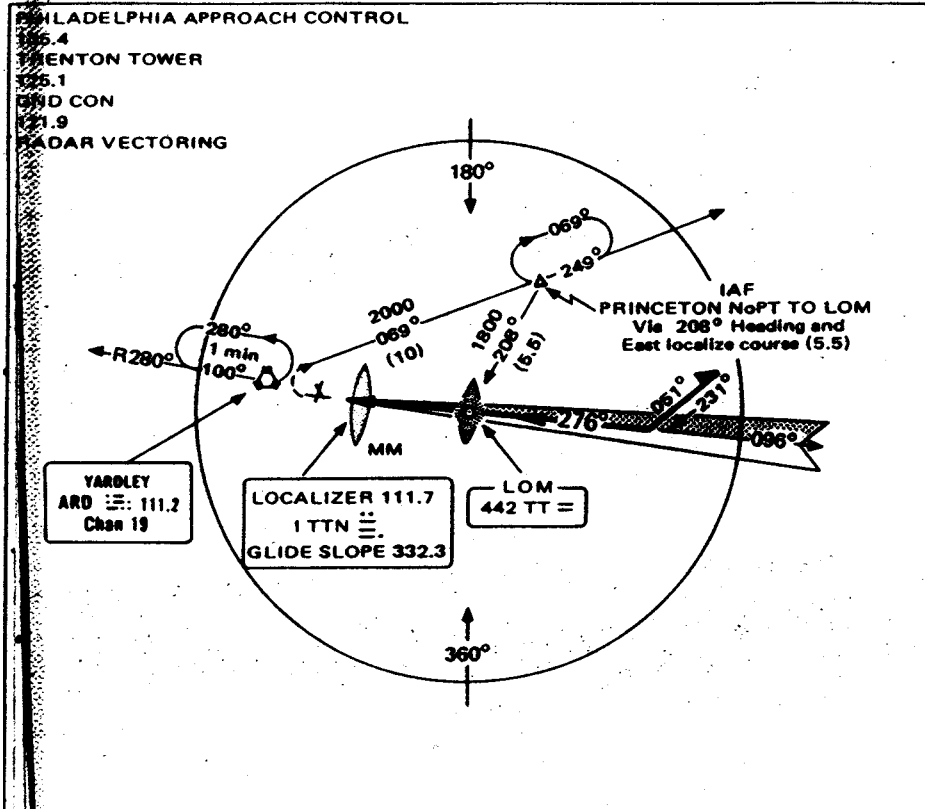 PHILADELPHIA APPROACH CONTROL
TRENTON TOWER
GND CON
RADAR VECTORING
180°
069°
249°
IAF
PRINCETON NoPT TO LOM
Via 208° Heading and
East localize course (5.5)
2000
069°
(10)
1800
208°
(5.5)
280°
1 min
100°
R280°
051°
231°
276°
096°
MM
YARDLEY
ARD 111.2
Chan 19
LOCALIZER 111.7
1 TTN
GLIDE SLOPE 332.3
LOM
442 TT
360°